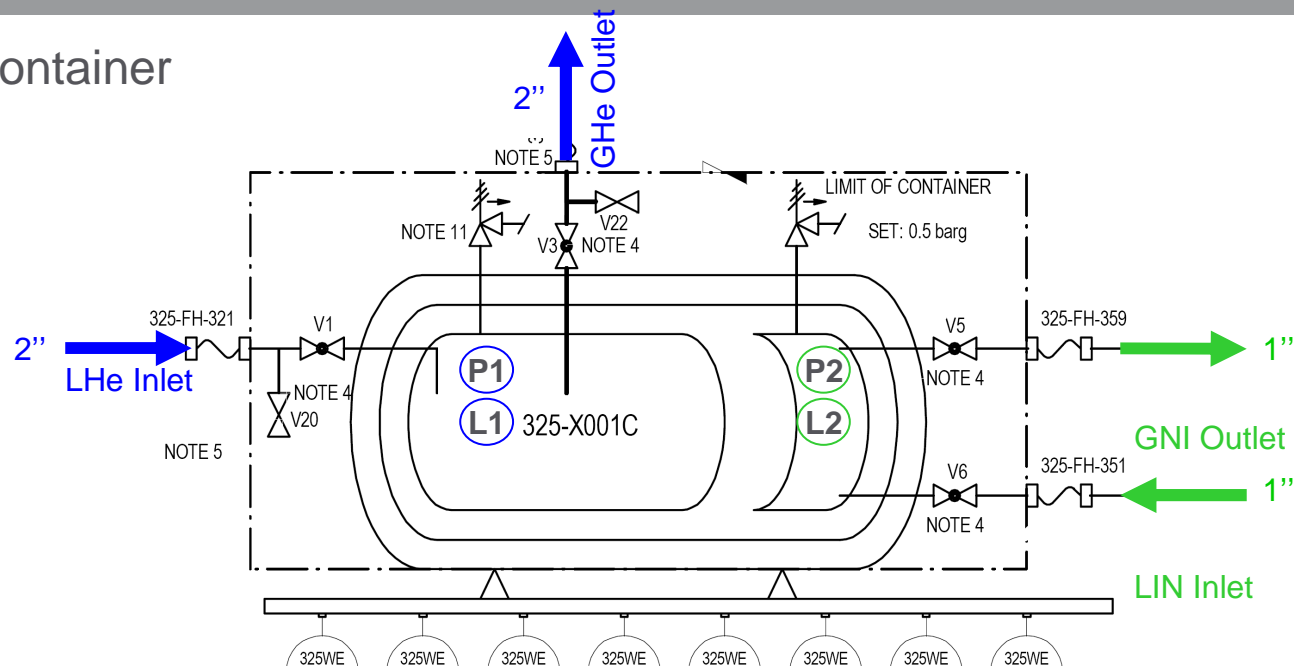 ontainer
GHe Outlet
2’’
NOTE 5
LIMIT OF CONTAINER
NOTE 11
V22
SET: 0.5 barg
V3
NOTE 4
325-FH-321
V1
V5
325-FH-359
2’’
LHe Inlet
P1
P2
1’’
NOTE 4
NOTE 4
V20
L1
325-X001C
L2
NOTE 5
GNI Outlet
V6
325-FH-351
1’’
NOTE 4
LIN Inlet
325WE
325WE
325WE
325WE
325WE
325WE
325WE
325WE